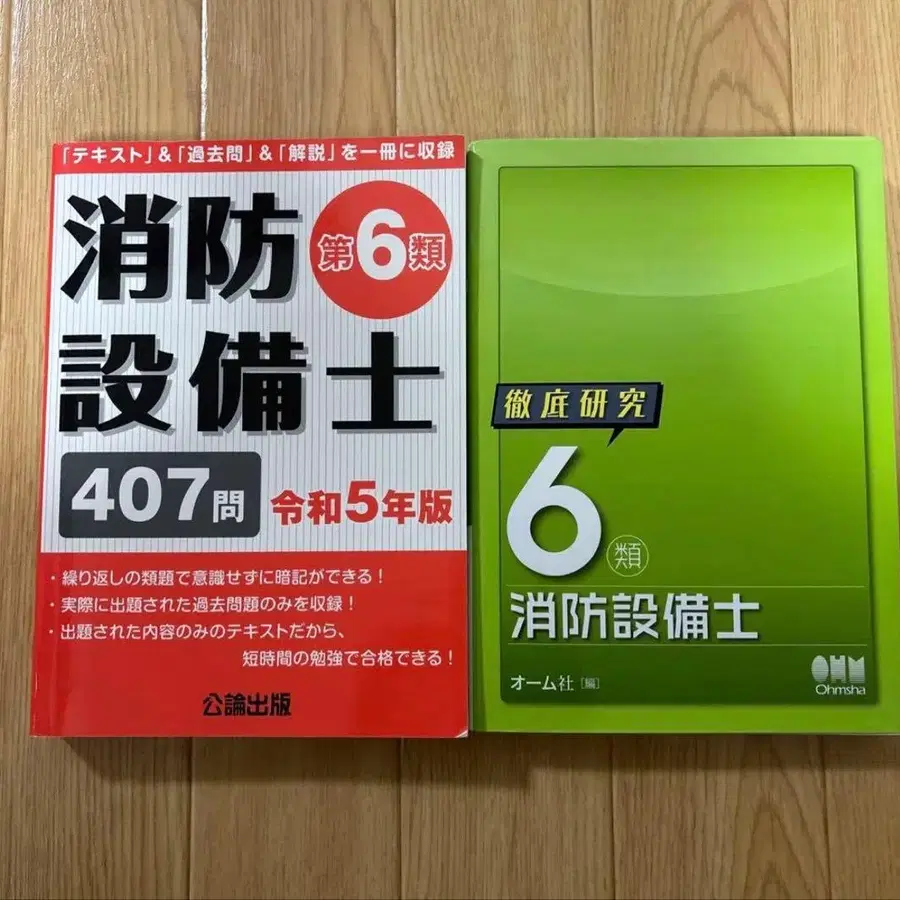 「テキスト」&「過去問」&「解説」を一冊に収録
消防
第6類
設備士
407問
令和5年版
・繰り返しの類題で意識せずに暗記ができる!
・実際に出題された過去問題のみを収録!
・出題された内容のみのテキストだから、
短時間の勉強で合格できる!
公論出版
徹底研究
6類
消防設備士
オーム社[編]
OHM
Ohmsha